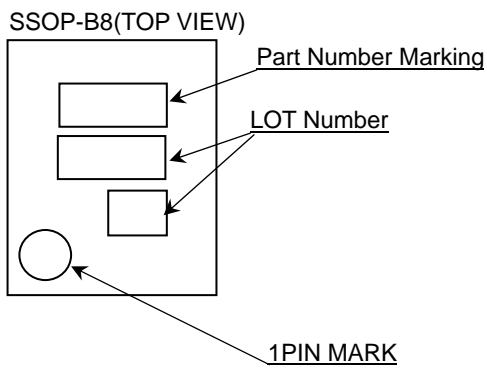 SSOP-B8(TOP VIEW)
Part Number Marking
LOT Number
1PIN MARK